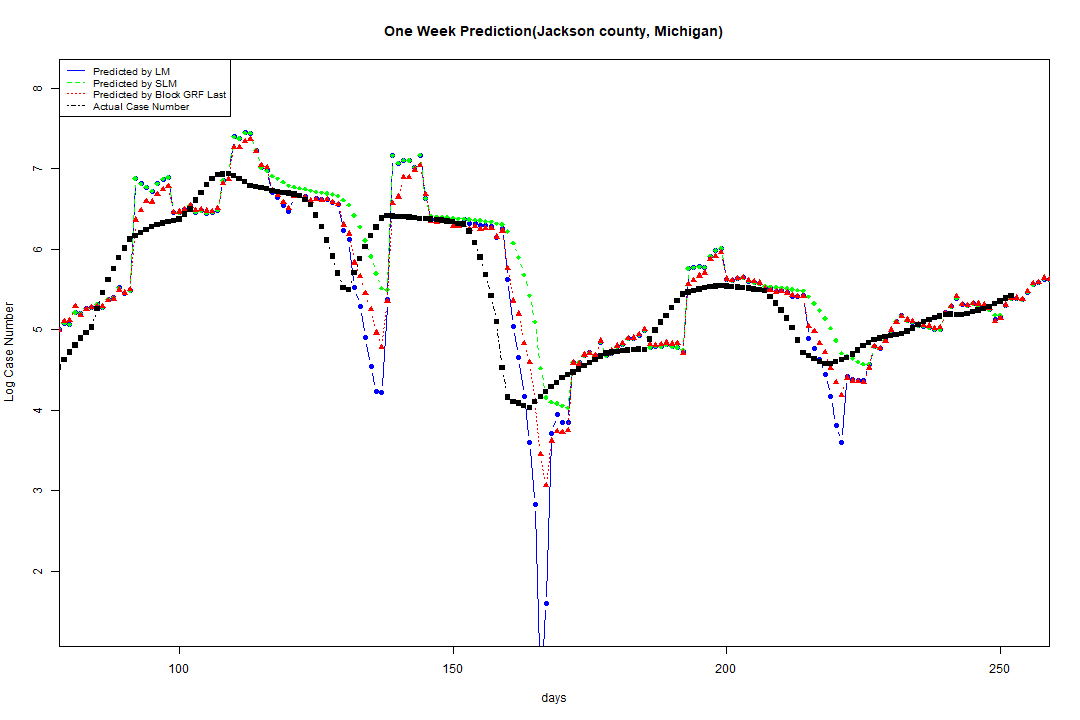 One Week Prediction(Jackson county, Michigan)
Predicted by LM
Predicted by SLM
Predicted by Block GRF Last
Actual Case Number
8
7
6
5
4
3
2
Log Case Number
100 150 200 250
days